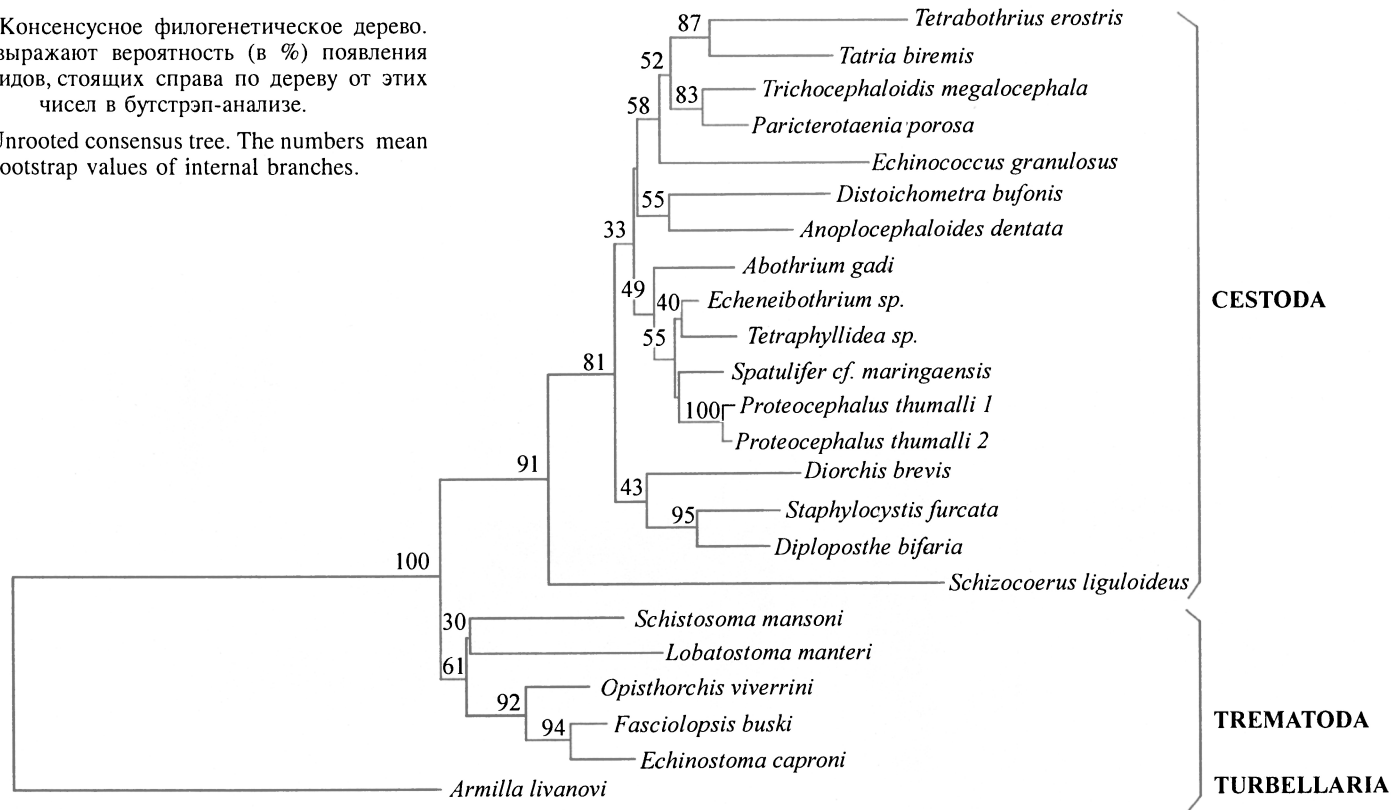 Консенсусное филогенетическое дерево.
выражают вероятность (в %) появления
идов, стоящих справа по дереву от этих
чисел в бутстрэп-анализе.
Unrooted consensus tree. The numbers mean
ootstrap values of internal branches.
87
Tetrabothrius erostris
Tatria biremis
52
83
Trichocephaloidis megalocephala
Paricterotaenia porosa
58
Echinococcus granulosus
55
Distoichometra bufonis
Anoplocephaloides dentata
33
Abothrium gadi
49
40
Echeneibothrium sp.
CESTODA
55
Tetraphyllidea sp.
81
Spatulifer cf. maringaensis
100
Proteocephalus thumalli 1
Proteocephalus thumalli 2
91
Diorchis brevis
43
95
Staphylocystis furcata
Diploposthe bifaria
100
Schizocoerus liguloideus
30
Schistosoma mansoni
61
Lobatostoma manteri
92
Opisthorchis viverrini
94
Fasciolopsis buski
TREMATODA
Echinostoma caproni
Armilla livanovi
TURBELLARIA